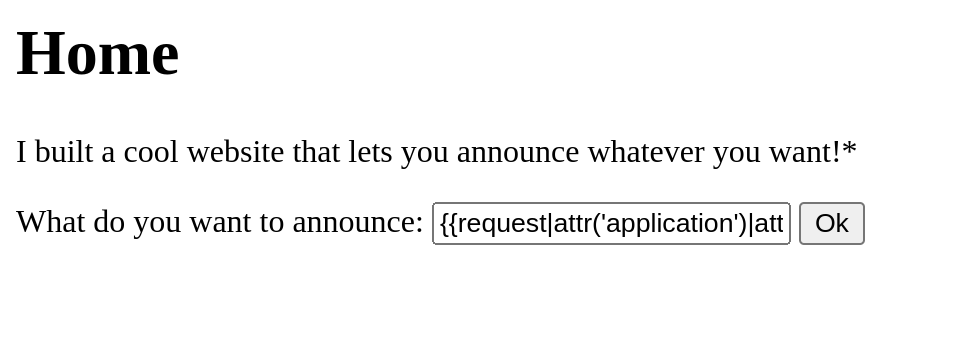 Home
I built a cool website that lets you announce whatever you want!*
What do you want to announce: {{request|attr('application')|att Ok